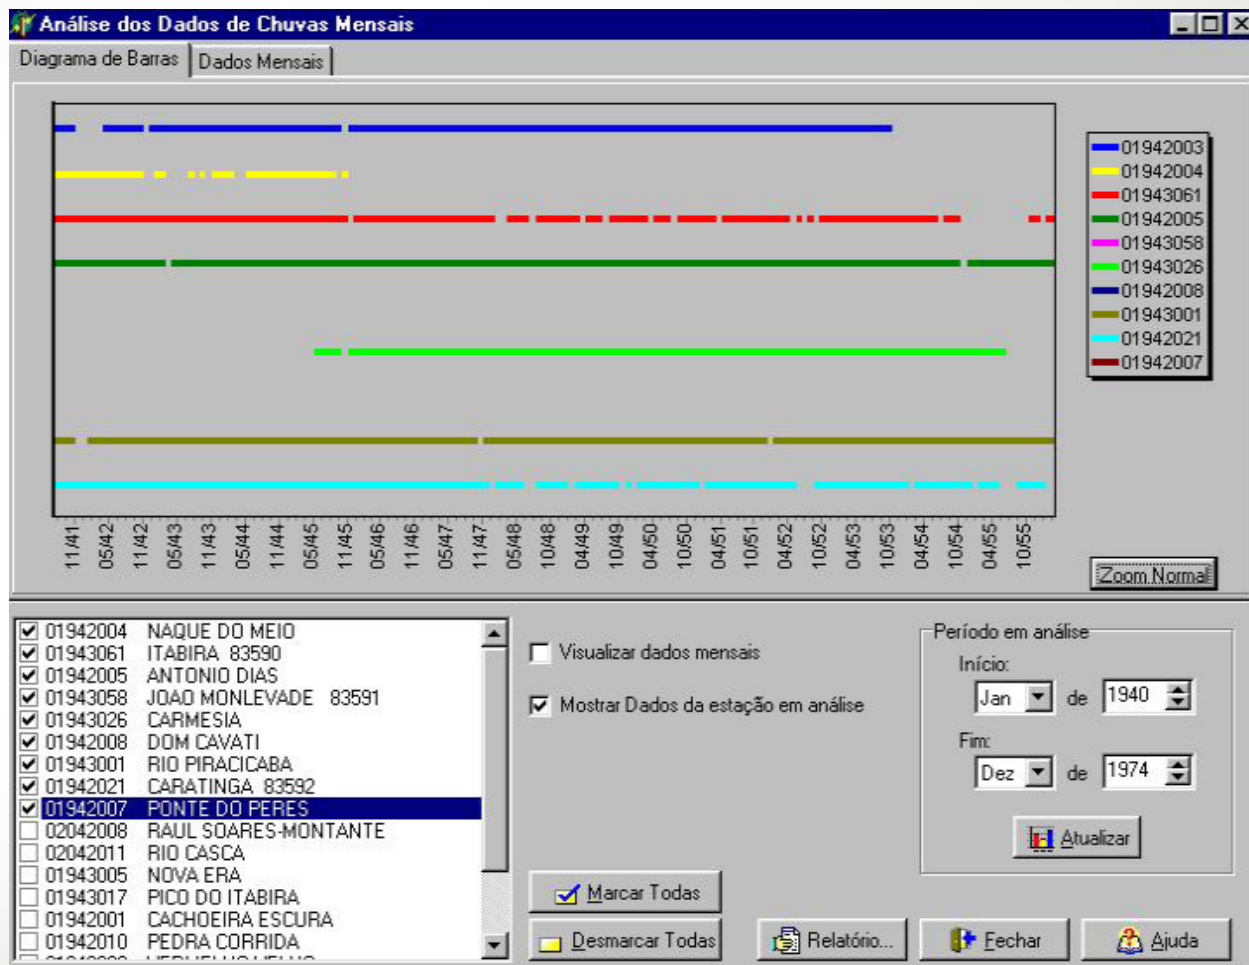 Análise dos Dados de Chuvas Mensais
Diagrama de Barras
Dados Mensais
01942003
01942004
01943061
01942005
01943058
01943026
01942008
01943001
01942021
01942007
11/41
05/42
11/42
05/43
11/43
05/44
11/44
05/45
11/45
05/46
11/46
05/47
11/47
05/48
10/48
04/49
10/49
04/50
10/50
04/51
10/51
04/52
10/52
04/53
10/53
04/54
10/54
04/55
10/55
Zoom Normal
01942004 NAQUE DO MEIO
01943061 ITABIRA 83590
01942005 ANTONIO DIAS
01943058 JOAO MONLEVADE 83591
01943026 CARMESIA
01942008 DOM CAVATI
01943001 RIO PIRACICABA
01942021 CARATINGA 83592
01942007 PONTE DO PERES
02042008 RAUL SOARES-MONTANTE
02042011 RIO CASCA
01943005 NOVA ERA
01943017 PICO DO ITABIRA
01942001 CACHOEIRA ESCURA
01942010 PEDRA CORRIDA
Visualizar dados mensais
Mostrar Dados da estação em análise
Marcar Todas
Desmarcar Todas
Período em análise
Início:
Jan de 1940
Fim:
Dez de 1974
Atualizar
Relatório...
Fechar
Ajuda